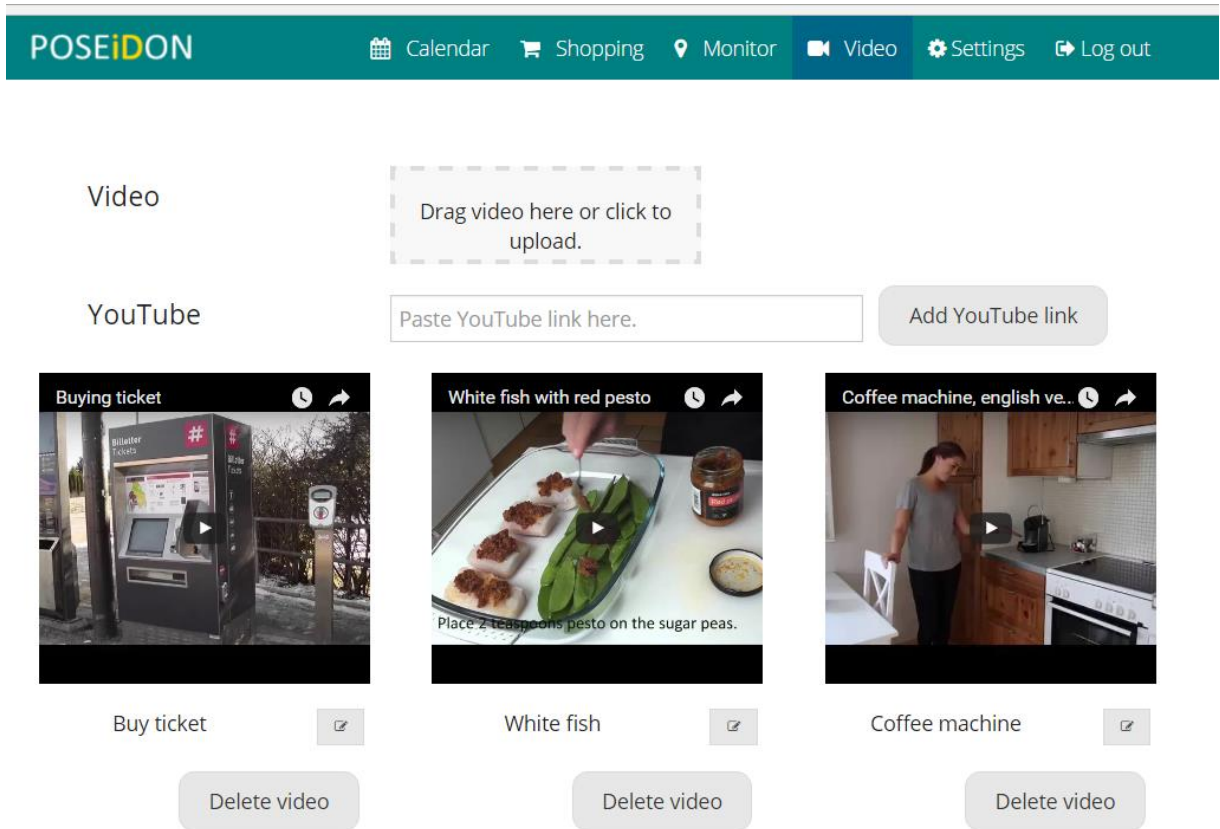 POSEiDON Calendar Shopping Monitor Video Settings Log out
Video
Drag video here or click to
upload.
YouTube
Paste YouTube link here.
Add YouTube link
Buying ticket
Billetter
Tickets
White fish with red pesto
Place 2 teaspoons pesto on the sugar peas.
Coffee machine, english ve...
Buy ticket
White fish
Coffee machine
Delete video
Delete video
Delete video